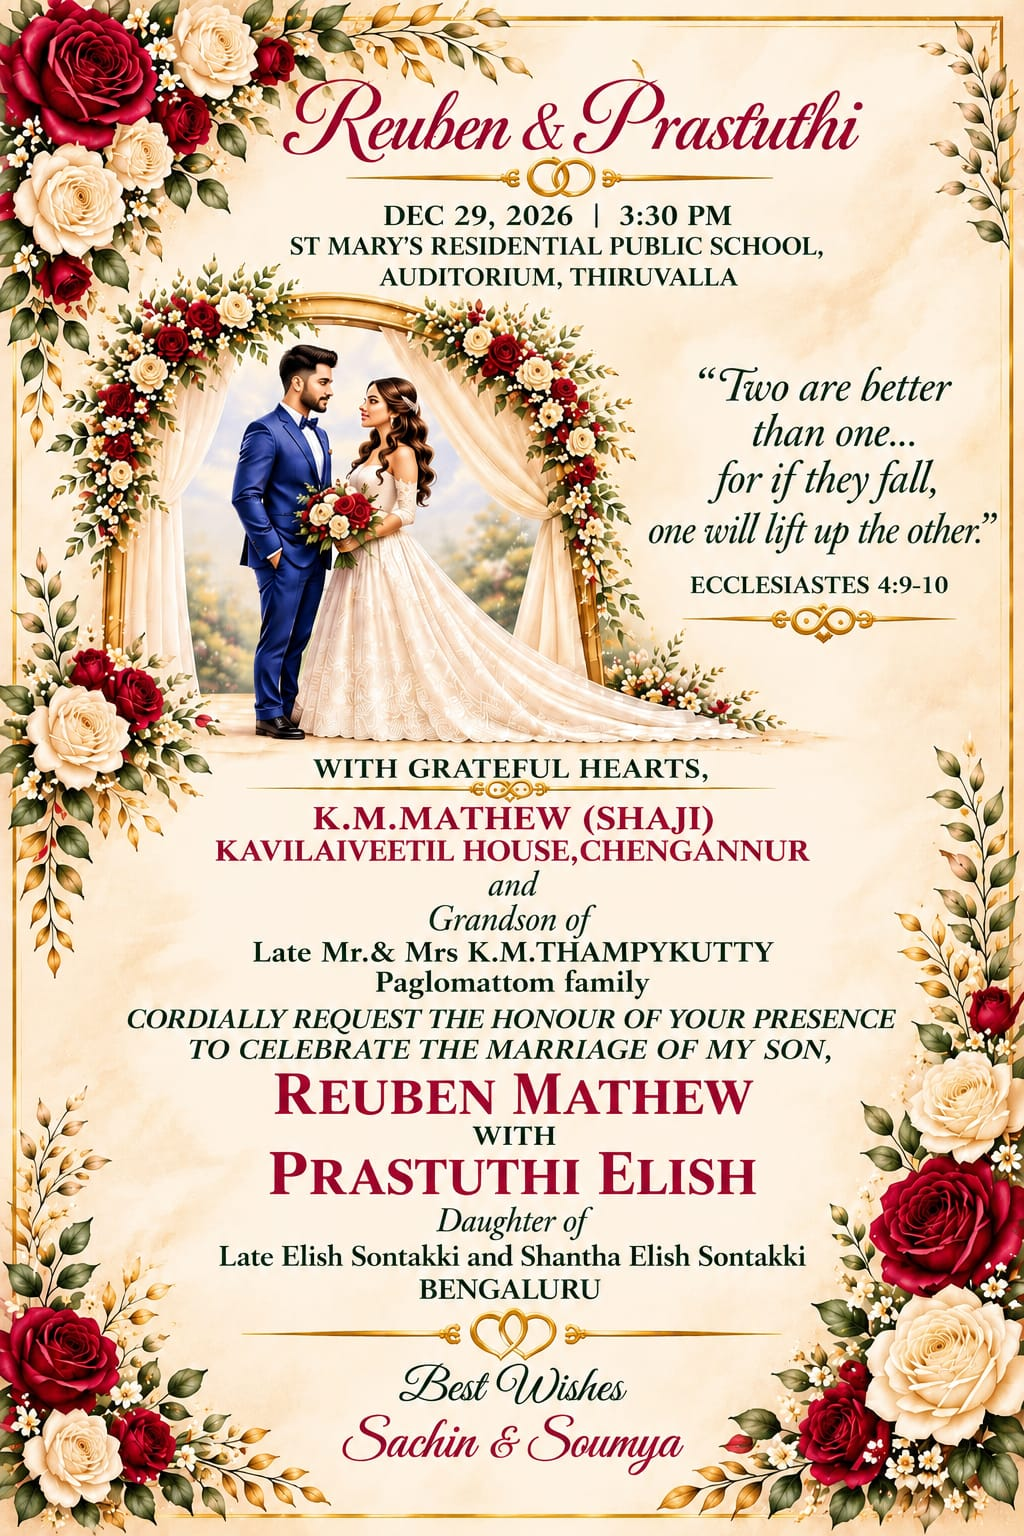 Reuben & Prastuthi
DEC 29, 2026 | 3:30 PM
ST MARY'S RESIDENTIAL PUBLIC SCHOOL,
AUDITORIUM, THIRUVALLA
“Two are better
than one...
for if they fall,
one will lift up the other.”
ECCLESIASTES 4:9-10
WITH GRATEFUL HEARTS,
K.M.MATHEW (SHAJI)
KAVILAIVEETIL HOUSE,CHENGANNUR
and
Grandson of
Late Mr.& Mrs K.M.THAMPYKUTTY
Paglomattom family
CORDIALLY REQUEST THE HONOUR OF YOUR PRESENCE
TO CELEBRATE THE MARRIAGE OF MY SON,
REUBEN MATHEW
WITH
PRASTUTHI ELISH
Daughter of
Late Elish Sontakki and Shantha Elish Sontakki
BENGALURU
Best Wishes
Sachin & Soumya